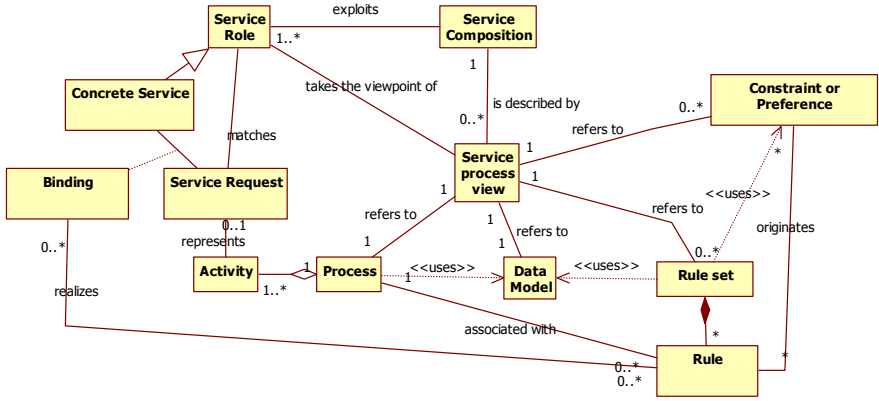 exploits
Service
Role
1..*
Service
Composition
1
takes the viewpoint of
is described by
0..*
Concrete Service
matches
Constraint or
Preference
0..*
refers to
1
*
Binding
Service Request
Service
process
view
1
1
<<uses>>
0..1
represents
refers to
1
refers to
originates
0..*
1
1
refers to
0..*
Activity
1
1..*
Process
1
<<uses>>
Data
Model
<<uses>>
Rule set
realizes
associated with
*
Rule
0..*
0..*
*